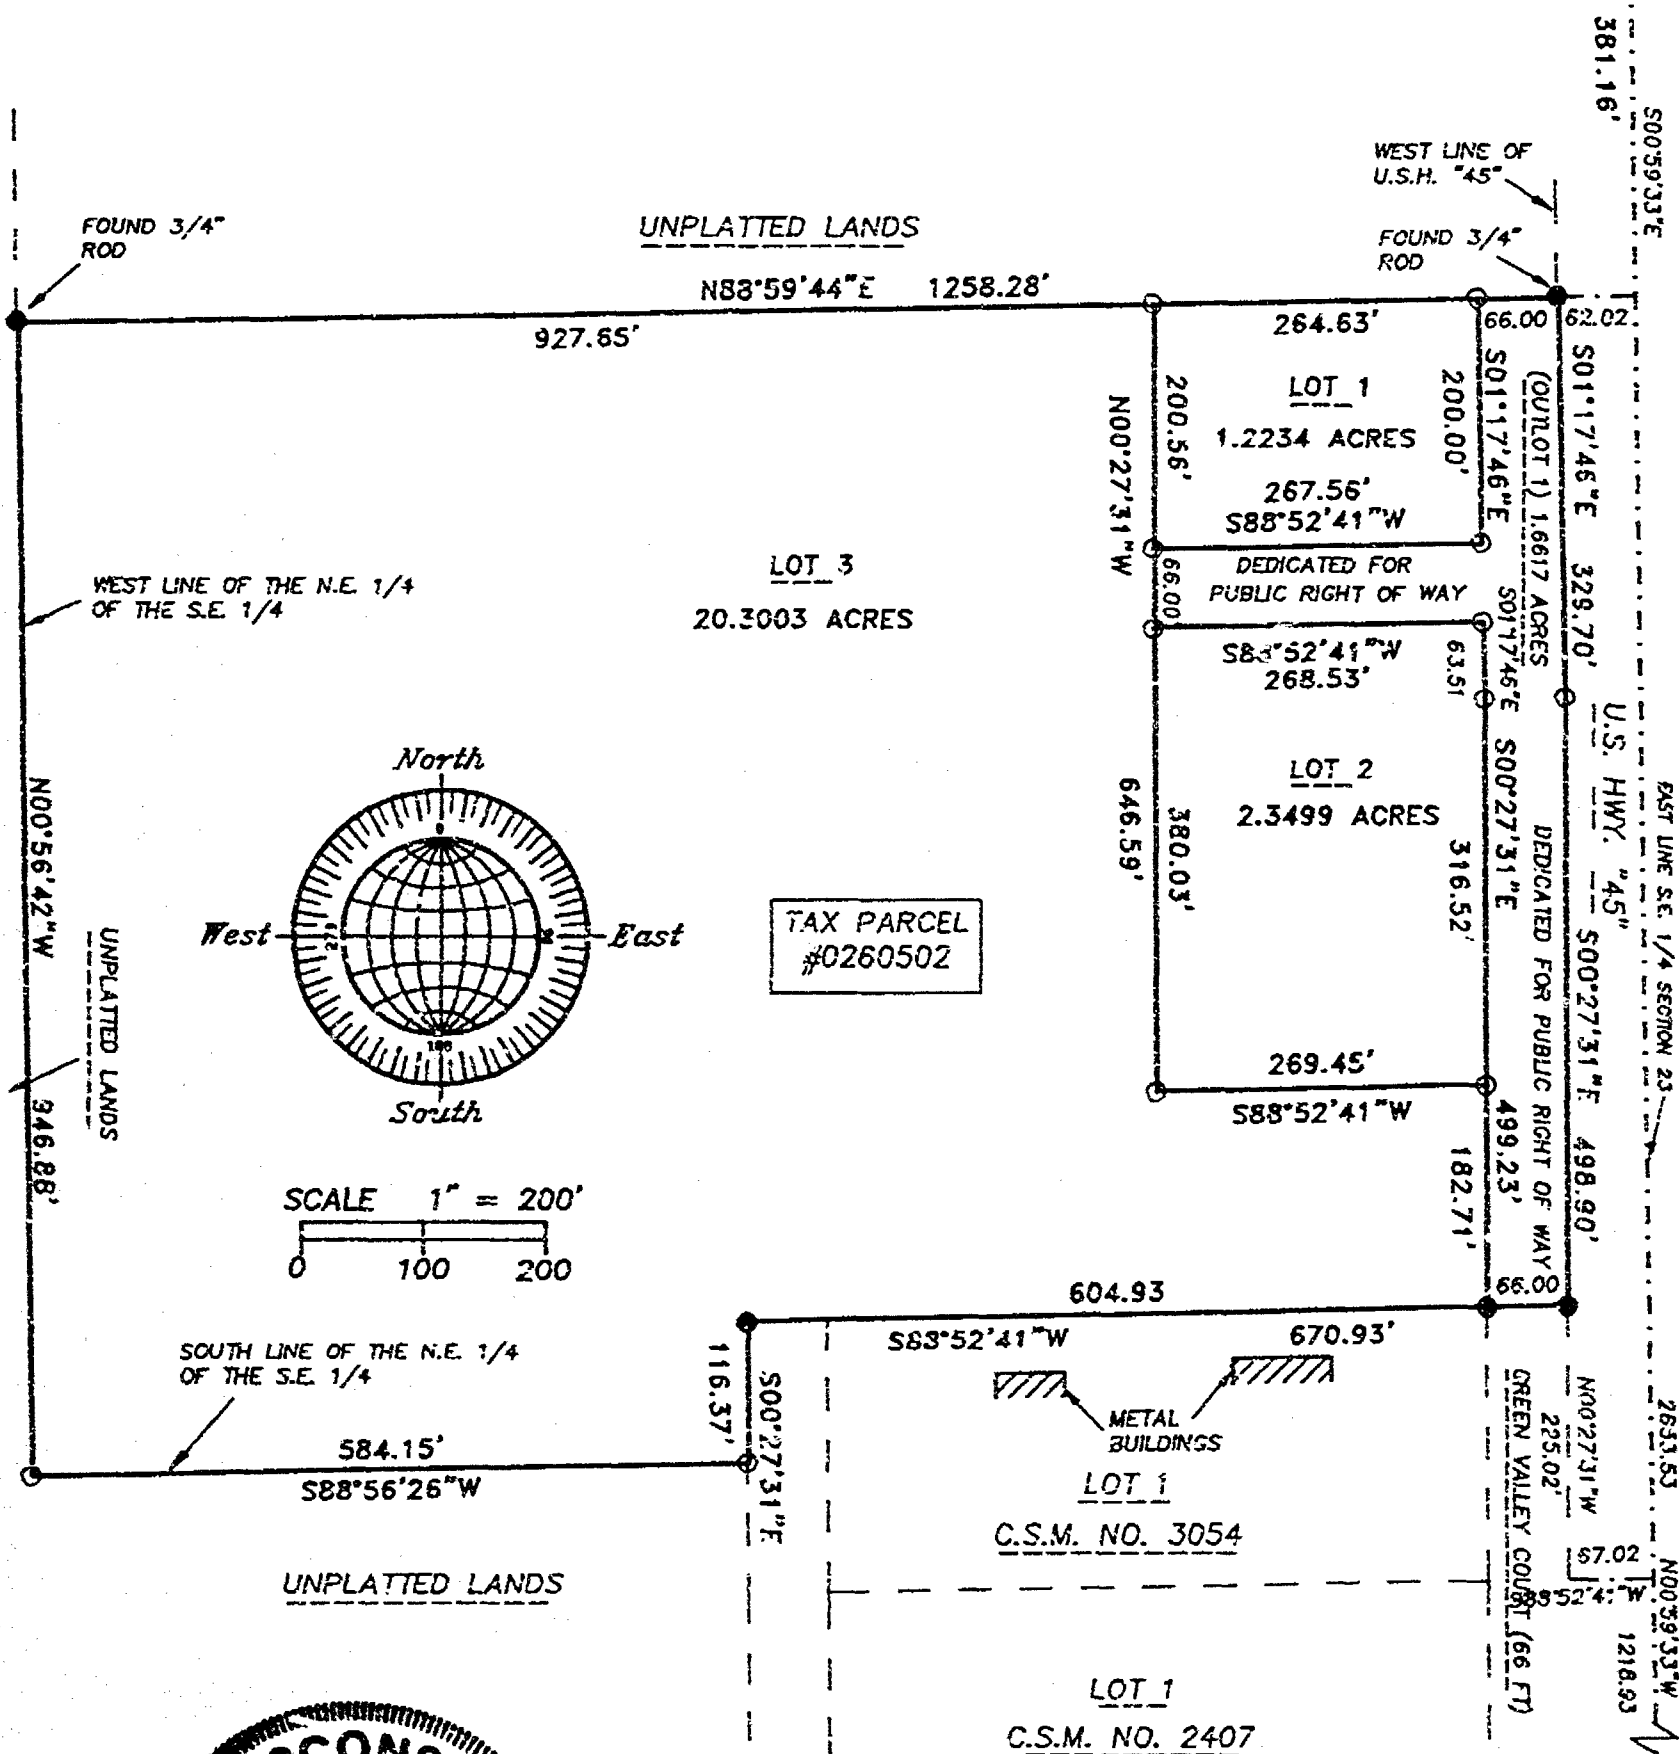 381.16'
S00°59'33"E
WEST LINE OF
U.S.H. "45"
FOUND 3/4"
ROD
UNPLATTED LANDS
FOUND 3/4"
ROD
N88°59'44"E 1258.28'
927.65'
264.63'
66.00
62.02
LOT 1
1.2234 ACRES
200.56'
N00°27'31"W
200.00'
S01°17'46"E
(OUTLOT 1) 1.6617 ACRES
S01°17'46"E 329.70'
267.56'
S88°52'41"W
DEDICATED FOR
PUBLIC RIGHT OF WAY
66.00
LOT 3
20.3003 ACRES
WEST LINE OF THE N.E. 1/4
OF THE S.E. 1/4
S88°52'41"W
268.53'
63.51
S01°17'46"E
LOT 2
2.3499 ACRES
646.59'
380.03'
316.52'
S00°27'31"E
U.S. HWY. "45"
EAST LINE S.E. 1/4 SECTION 23
DEDICATED FOR PUBLIC RIGHT OF WAY
S00°27'31"E 498.90'
North
West
East
South
0
180
TAX PARCEL
#0260502
N00°56'42"W
946.88'
UNPLATTED LANDS
269.45'
S88°52'41"W
499.23'
182.71'
SCALE 1" = 200'
0 100 200
604.93
66.00
S88°52'41"W
670.93'
116.37'
S00°27'31"E
SOUTH LINE OF THE N.E. 1/4
OF THE S.E. 1/4
584.15'
S88°56'26"W
METAL
BUILDINGS
LOT 1
C.S.M. NO. 3054
GREEN VALLEY COURT (66 FT)
225.02'
N00°27'31"W
2633.53 N00°59'33"W
67.02
1218.93
UNPLATTED LANDS
LOT 1
C.S.M. NO. 2407